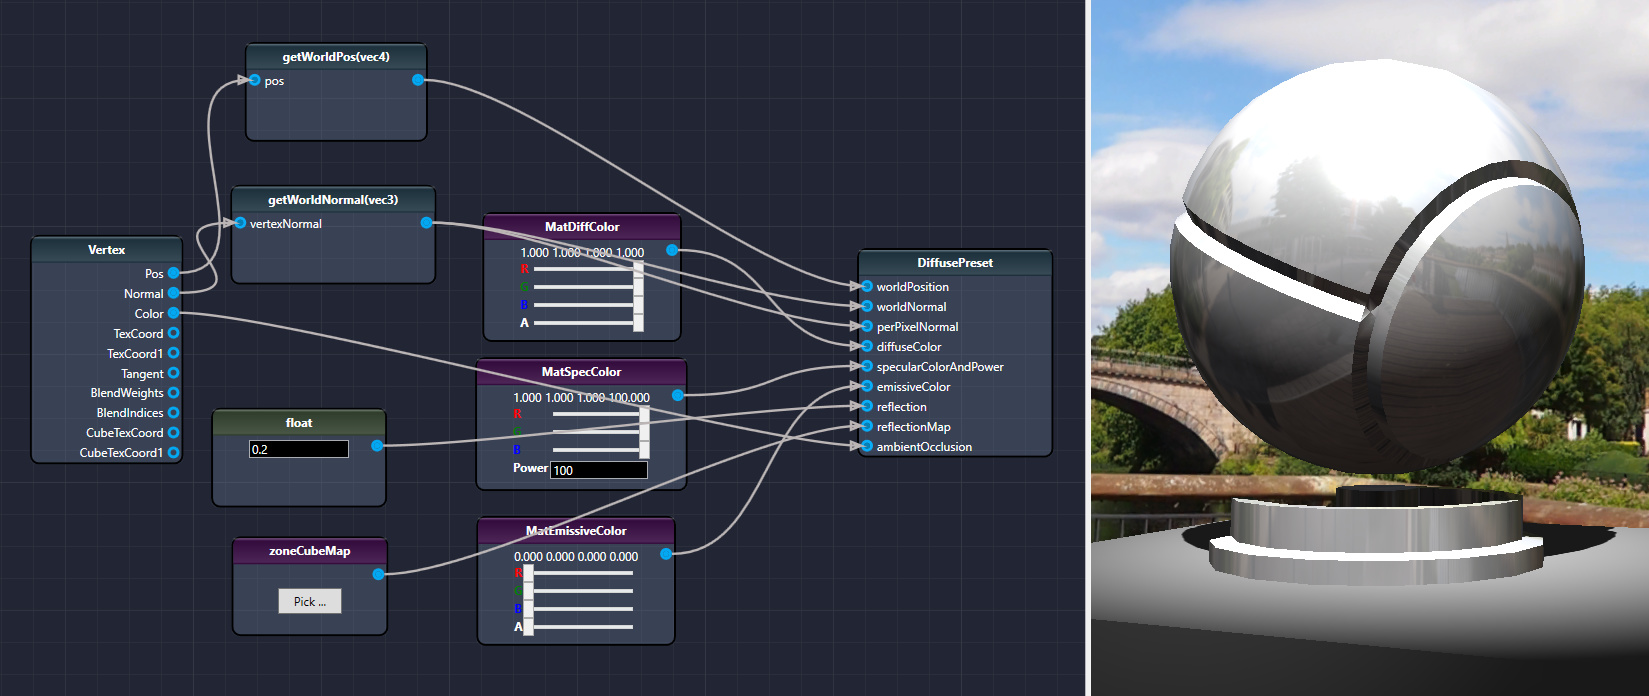 getWorldPos(vec4)
pos
getWorldNormal(vec3)
vertexNormal
Vertex
Pos
Normal
Color
TexCoord
TexCoord1
Tangent
BlendWeights
BlendIndices
CubeTexCoord
CubeTexCoord1
float
0.2
zoneCubeMap
Pick ...
MatDiffColor
1.000 1.000 1.000 1.000
R
G
B
A
MatSpecColor
1.000 1.000 1.000 100.000
R
G
B
Power 100
MatEmissiveColor
0.000 0.000 0.000 0.000
R
G
B
A
DiffusePreset
worldPosition
worldNormal
perPixelNormal
diffuseColor
specularColorAndPower
emissiveColor
reflection
reflectionMap
ambientOcclusion